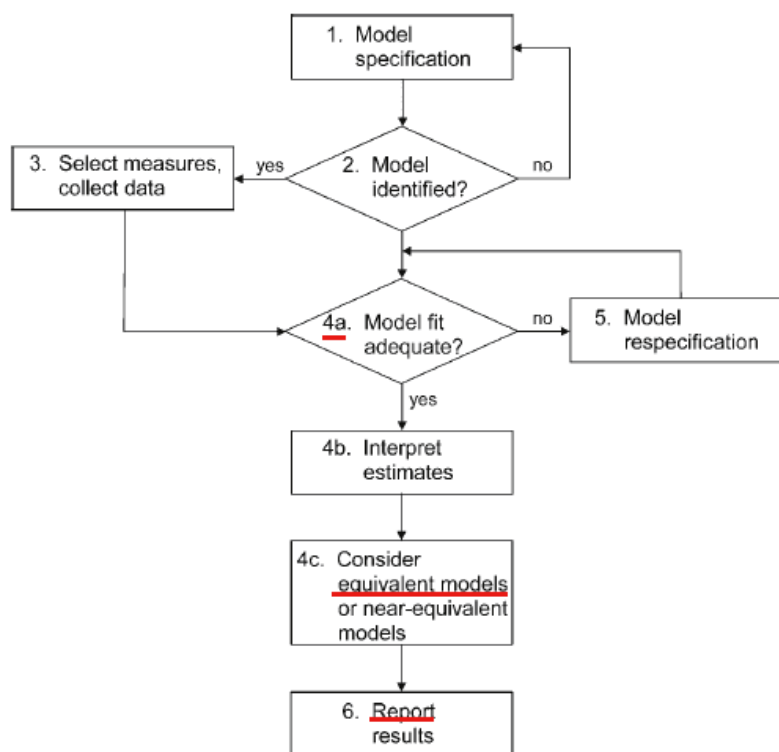 1. Model
specification
2. Model
identified?
yes
no
3. Select measures,
collect data
4a. Model fit
adequate?
no
5. Model
respecification
yes
4b. Interpret
estimates
4c. Consider
equivalent models
or near-equivalent
models
6. Report
results